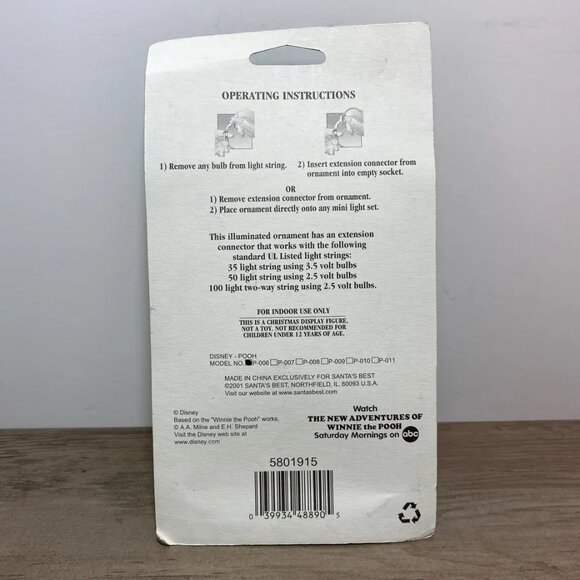 OPERATING INSTRUCTIONS
1) Remove any bulb from light string.
2) Insert extension connector from
ornament into empty socket.
OR
1) Remove extension connector from ornament.
2) Place ornament directly onto any mini light set.
This illuminated ornament has an extension
connector that works with the following
standard UL Listed light strings:
35 light string using 3.5 volt bulbs
50 light string using 2.5 volt bulbs
100 light two-way string using 2.5 volt bulbs.
FOR INDOOR USE ONLY
THIS IS A CHRISTMAS DISPLAY FIGURE,
NOT A TOY. NOT RECOMMENDED FOR
CHILDREN UNDER 12 YEARS OF AGE.
DISNEY - POOH
MODEL NO. P-006 P-007 P-008 P-009 P-010 P-011
MADE IN CHINA EXCLUSIVELY FOR SANTA'S BEST
©2001 SANTA'S BEST, NORTHFIELD, IL 60093 U.S.A.
Visit our website at www.santasbest.com
© Disney
Based on the "Winnie the Pooh" works,
© A.A. Milne and E.H. Shepard
Visit the Disney web site at
www.disney.com
Watch
THE NEW ADVENTURES OF
WINNIE the POOH
Saturday Mornings on abc
5801915
0 39934 48890 5